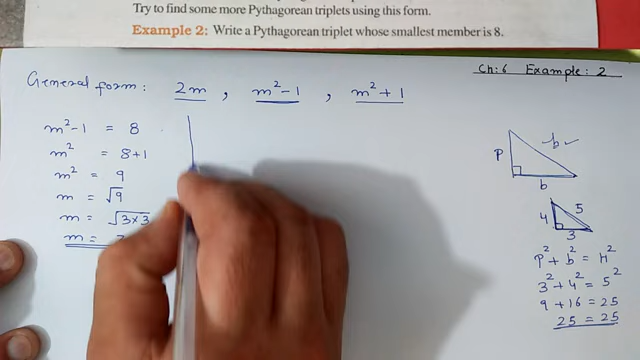 Try to find some more Pythagorean triplets using this form.
Example 2: Write a Pythagorean triplet whose smallest member is 8.
Ch:6 Example: 2
General form: 2m , m²-1 , m²+1
m²-1 = 8
m² = 8+1
m² = 9
m = √9
m = √3×3
m =
P
b
4
5
3
P² + b² = H²
3² + 4² = 5²
9 + 16 = 25
25 = 25